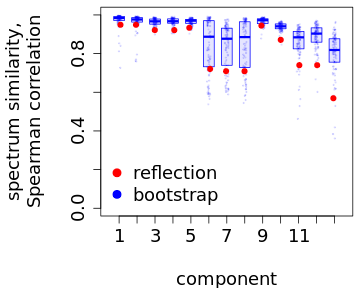 spectrum similarity,
Spearman correlation
0.8
0.4
0.0
reflection
bootstrap
1 3 5 7 9 11
component